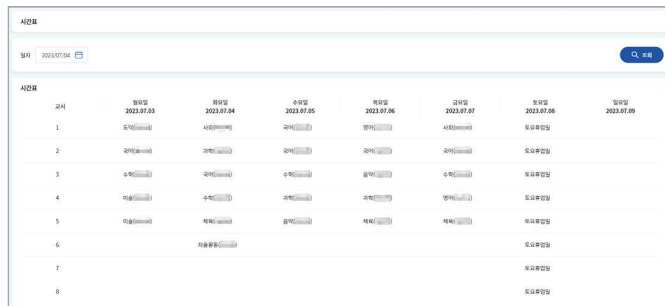 시간표
일자 2023/07/04 조회
시간표
교시 월요일 화요일 수요일 목요일 금요일 토요일 일요일
2023.07.03 2023.07.04 2023.07.05 2023.07.06 2023.07.07 2023.07.08 2023.07.09
1 도덕( ) 사회( ) 국어( ) 영어( ) 사회( ) 토요휴업일
2 국어( ) 과학( ) 국어( ) 국어( ) 국어( ) 토요휴업일
3 수학( ) 국어( ) 수학( ) 음악( ) 수학( ) 토요휴업일
4 미술( ) 수학( ) 과학( ) 과학( ) 영어( ) 토요휴업일
5 미술( ) 체육( ) 음악( ) 체육( ) 체육( ) 토요휴업일
6 자율활동( ) 토요휴업일
7 토요휴업일
8 토요휴업일